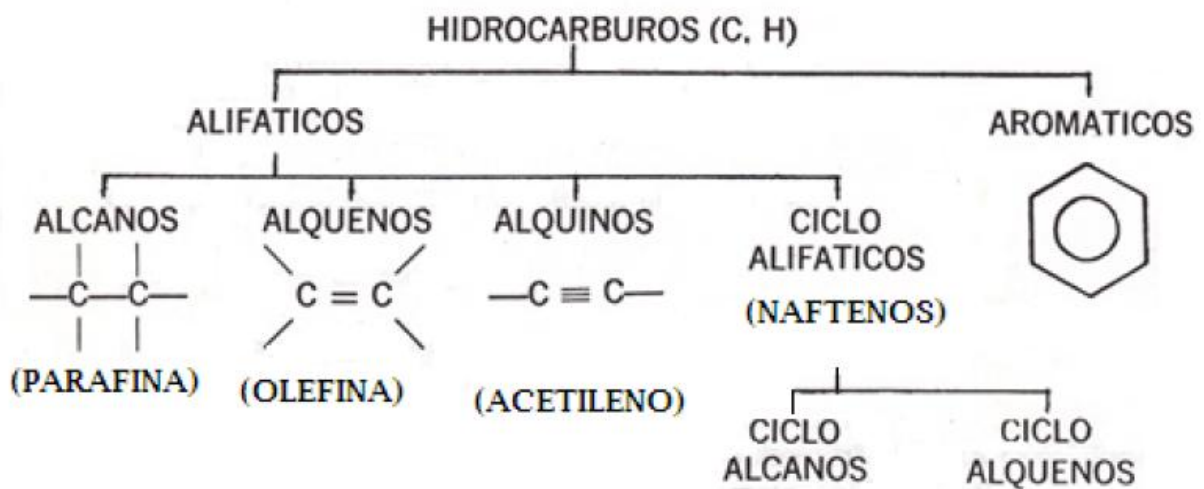 HIDROCARBUROS (C, H)
ALIFATICOS
AROMATICOS
ALCANOS
ALQUENOS
ALQUINOS
CICLO
ALIFATICOS
—C—C—
C = C
—C ≡ C—
(NAFTENOS)
(PARAFINA)
(OLEFINA)
(ACETILENO)
CICLO
ALCANOS
CICLO
ALQUENOS